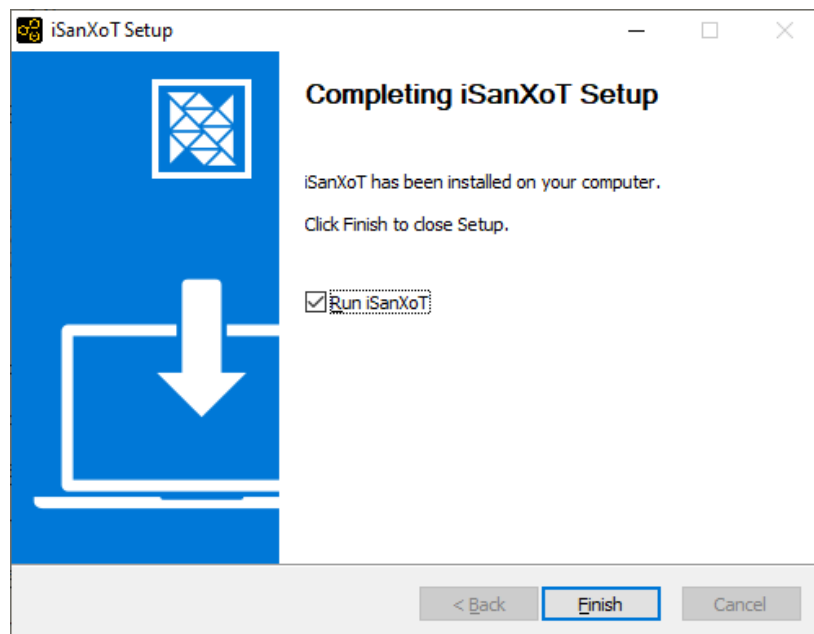 iSanXoT Setup
Completing iSanXoT Setup
iSanXoT has been installed on your computer.
Click Finish to close Setup.
Run iSanXoT
< Back Finish Cancel